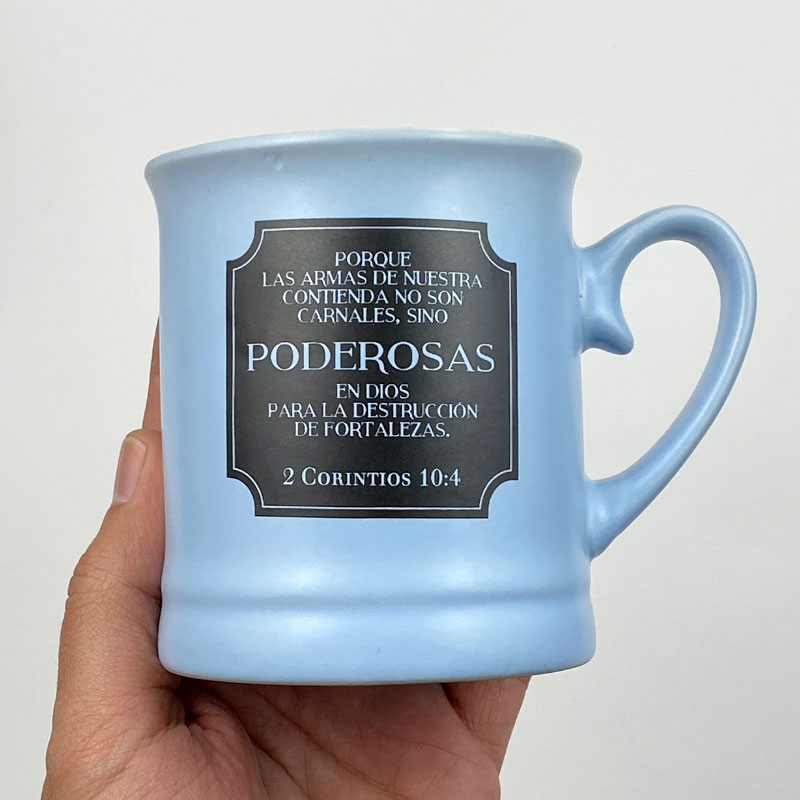 PORQUE
LAS ARMAS DE NUESTRA
CONTIENDA NO SON
CARNALES, SINO
PODEROSAS
EN DIOS
PARA LA DESTRUCCIÓN
DE FORTALEZAS.
2 CORINTIOS 10:4